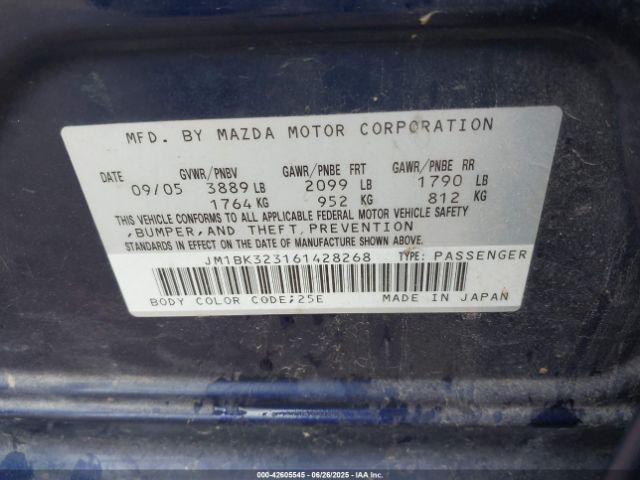 MFD. BY MAZDA MOTOR CORPORATION
DATE GVWR/PNBV GAWR/PNBE FRT GAWR/PNBE RR
09/05 3889 LB 2099 LB 1790 LB
1764 KG 952 KG 812 KG
THIS VEHICLE CONFORMS TO ALL APPLICABLE FEDERAL MOTOR VEHICLE SAFETY
,BUMPER,AND THEFT PREVENTION
STANDARDS IN EFFECT ON THE DATE OF MANUFACTURE SHOWN ABOVE.
JM1BK323161428268 TYPE: PASSENGER
BODY COLOR CODE;25E MADE IN JAPAN
000-42605545 - 06/26/2025 - IAAI.COM